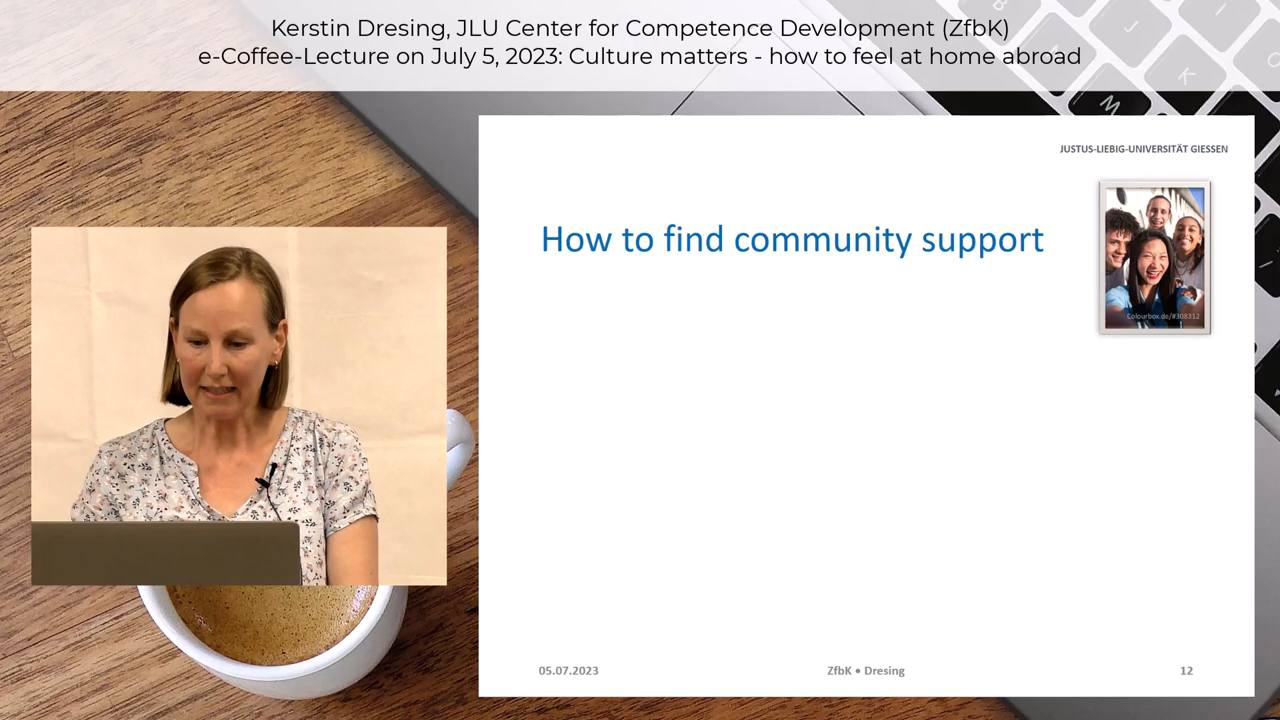 Kerstin Dresing, JLU Center for Competence Development (ZfbK)
e-Coffee-Lecture on July 5, 2023: Culture matters - how to feel at home abroad
B
J
I
O
K
M
JUSTUS-LIEBIG-UNIVERSITÄT GIESSEN
How to find community support
Colourbox.de/#308312
05.07.2023
ZfbK • Dresing
12